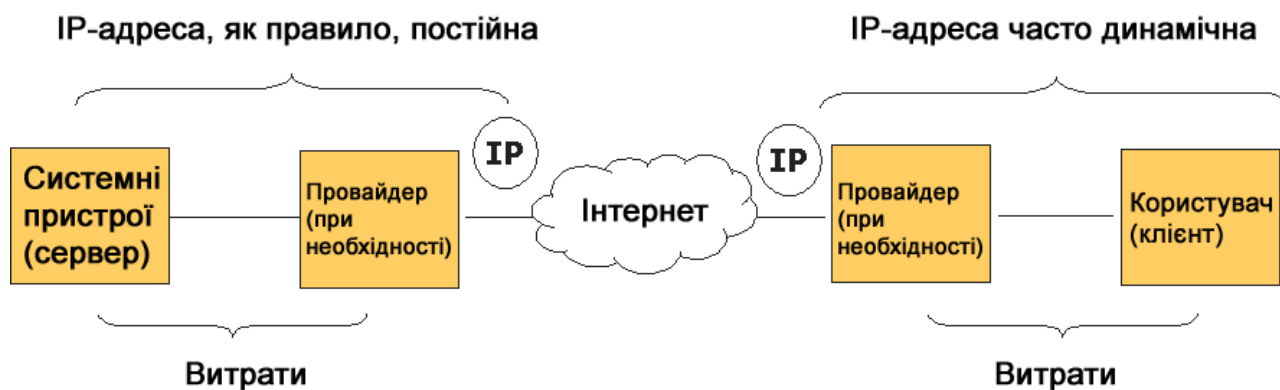 IP-адреса, як правило, постійна
IP-адреса часто динамічна
IP
IP
Системні
пристрої
(сервер)
Провайдер
(при
необхідності)
Інтернет
Провайдер
(при
необхідності)
Користувач
(клієнт)
Витрати
Витрати